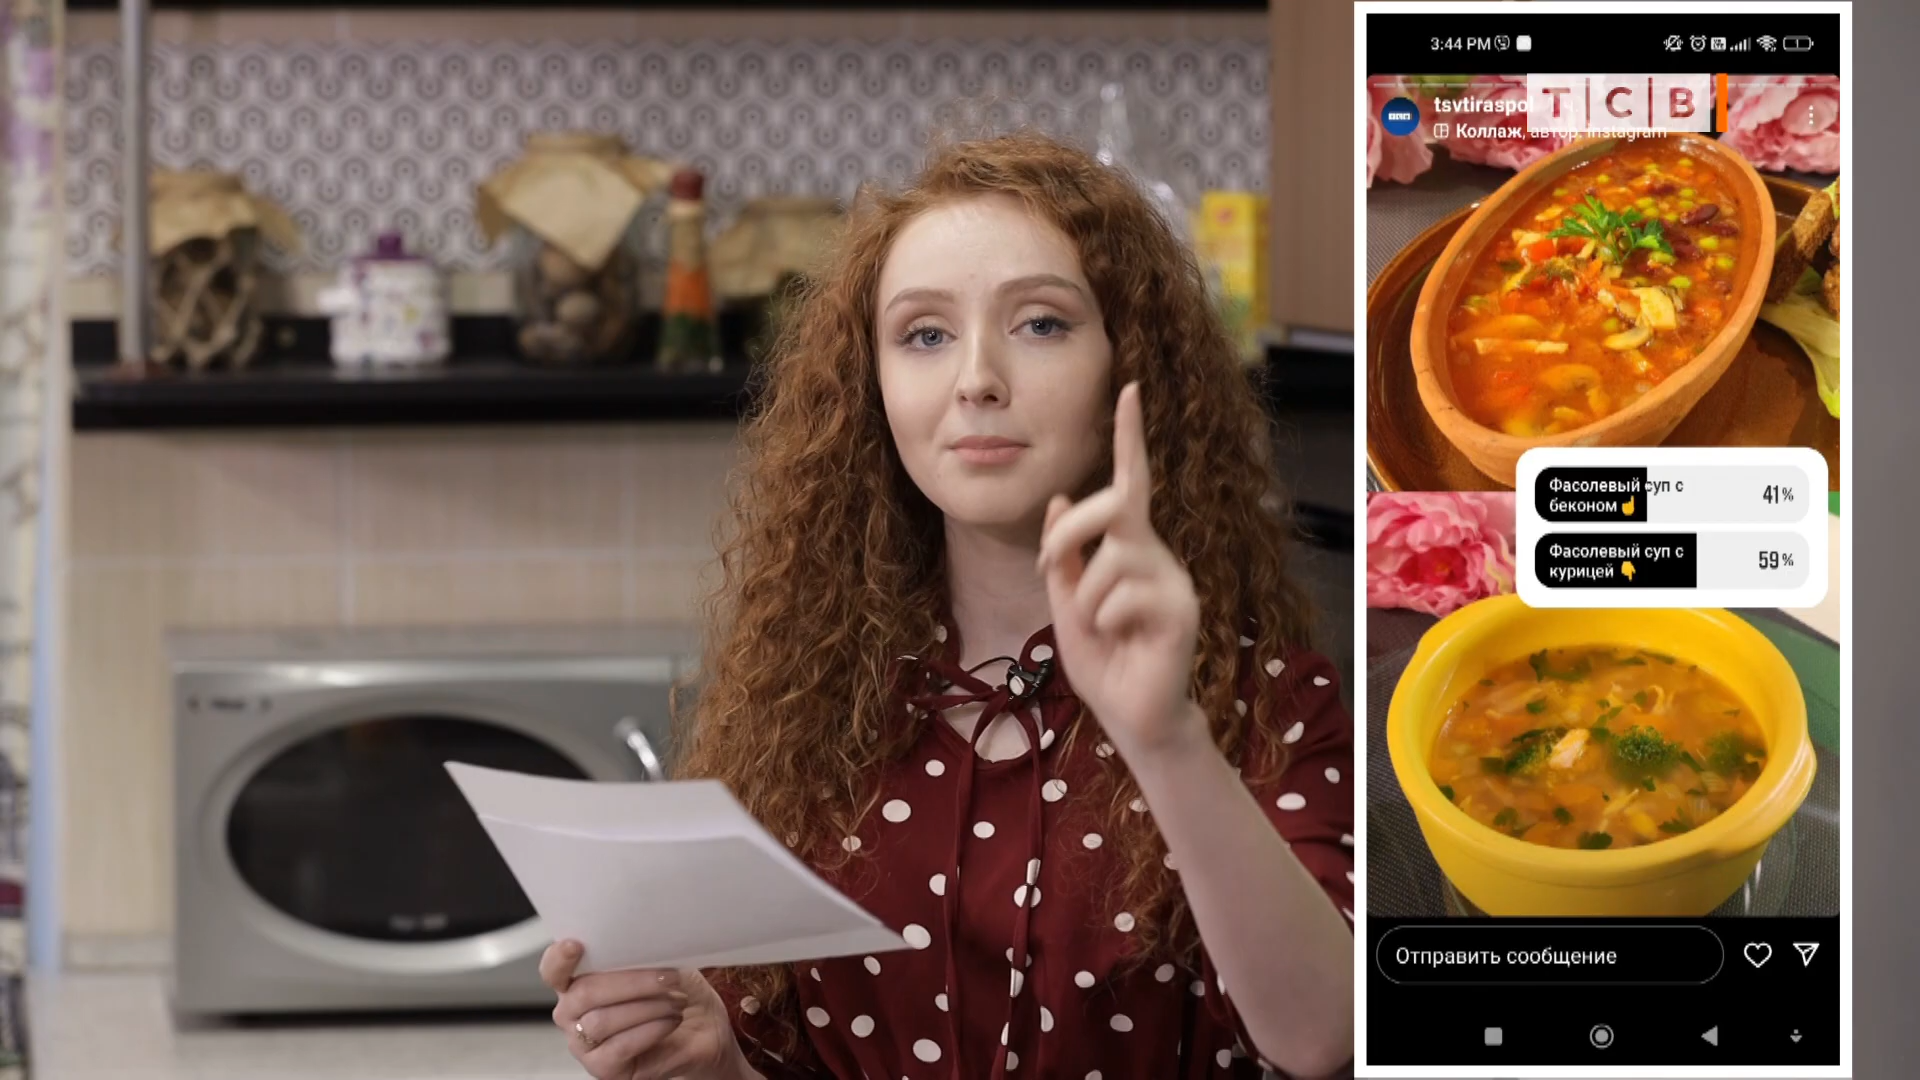 3:44 PM
ТСВ
tsvtiraspol
Коллаж, автор: Instagram
Фасолевый суп с
беконом☝
41%
Фасолевый суп с
курицей 👇
59%
Отправить сообщение